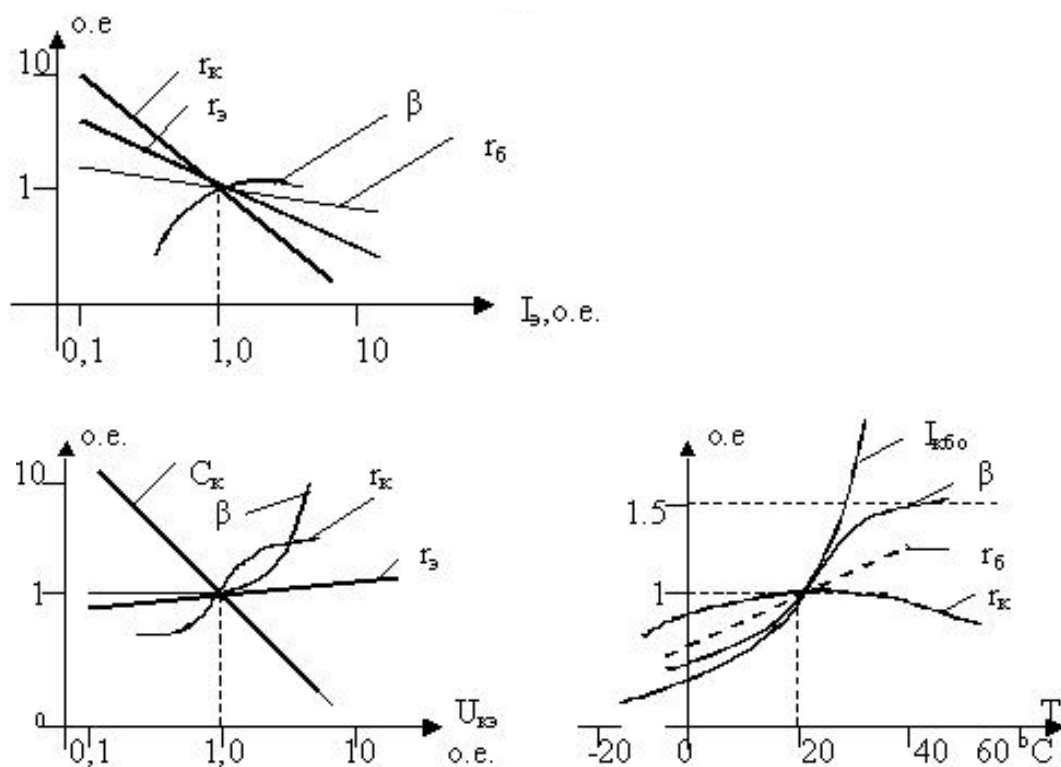 о.е
10
rк
rэ
β
rб
1
Iэ,о.е.
0,1 1,0 10
о.е.
10
Cк
β
rк
rэ
1
0
0,1 1,0 10
Uкэ
о.е.
о.е
Iкбо
β
1.5
rб
1
rк
T
-20 0 20 40 60 ьС